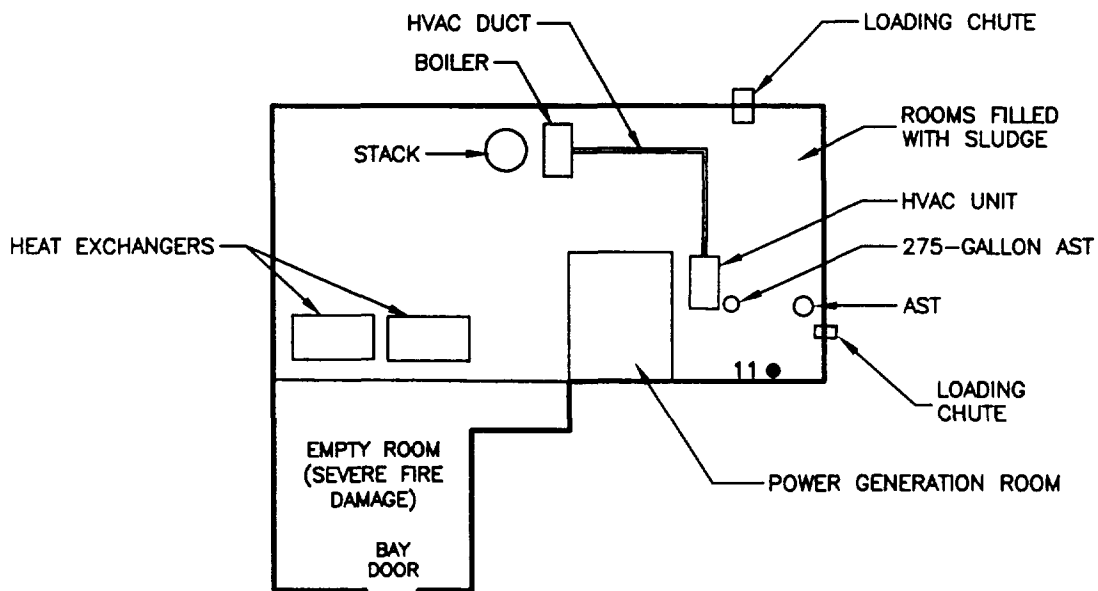 HVAC DUCT
LOADING CHUTE
BOILER
ROOMS FILLED
WITH SLUDGE
STACK
HVAC UNIT
HEAT EXCHANGERS
275-GALLON AST
AST
11
LOADING
CHUTE
EMPTY ROOM
(SEVERE FIRE
DAMAGE)
POWER GENERATION ROOM
BAY
DOOR